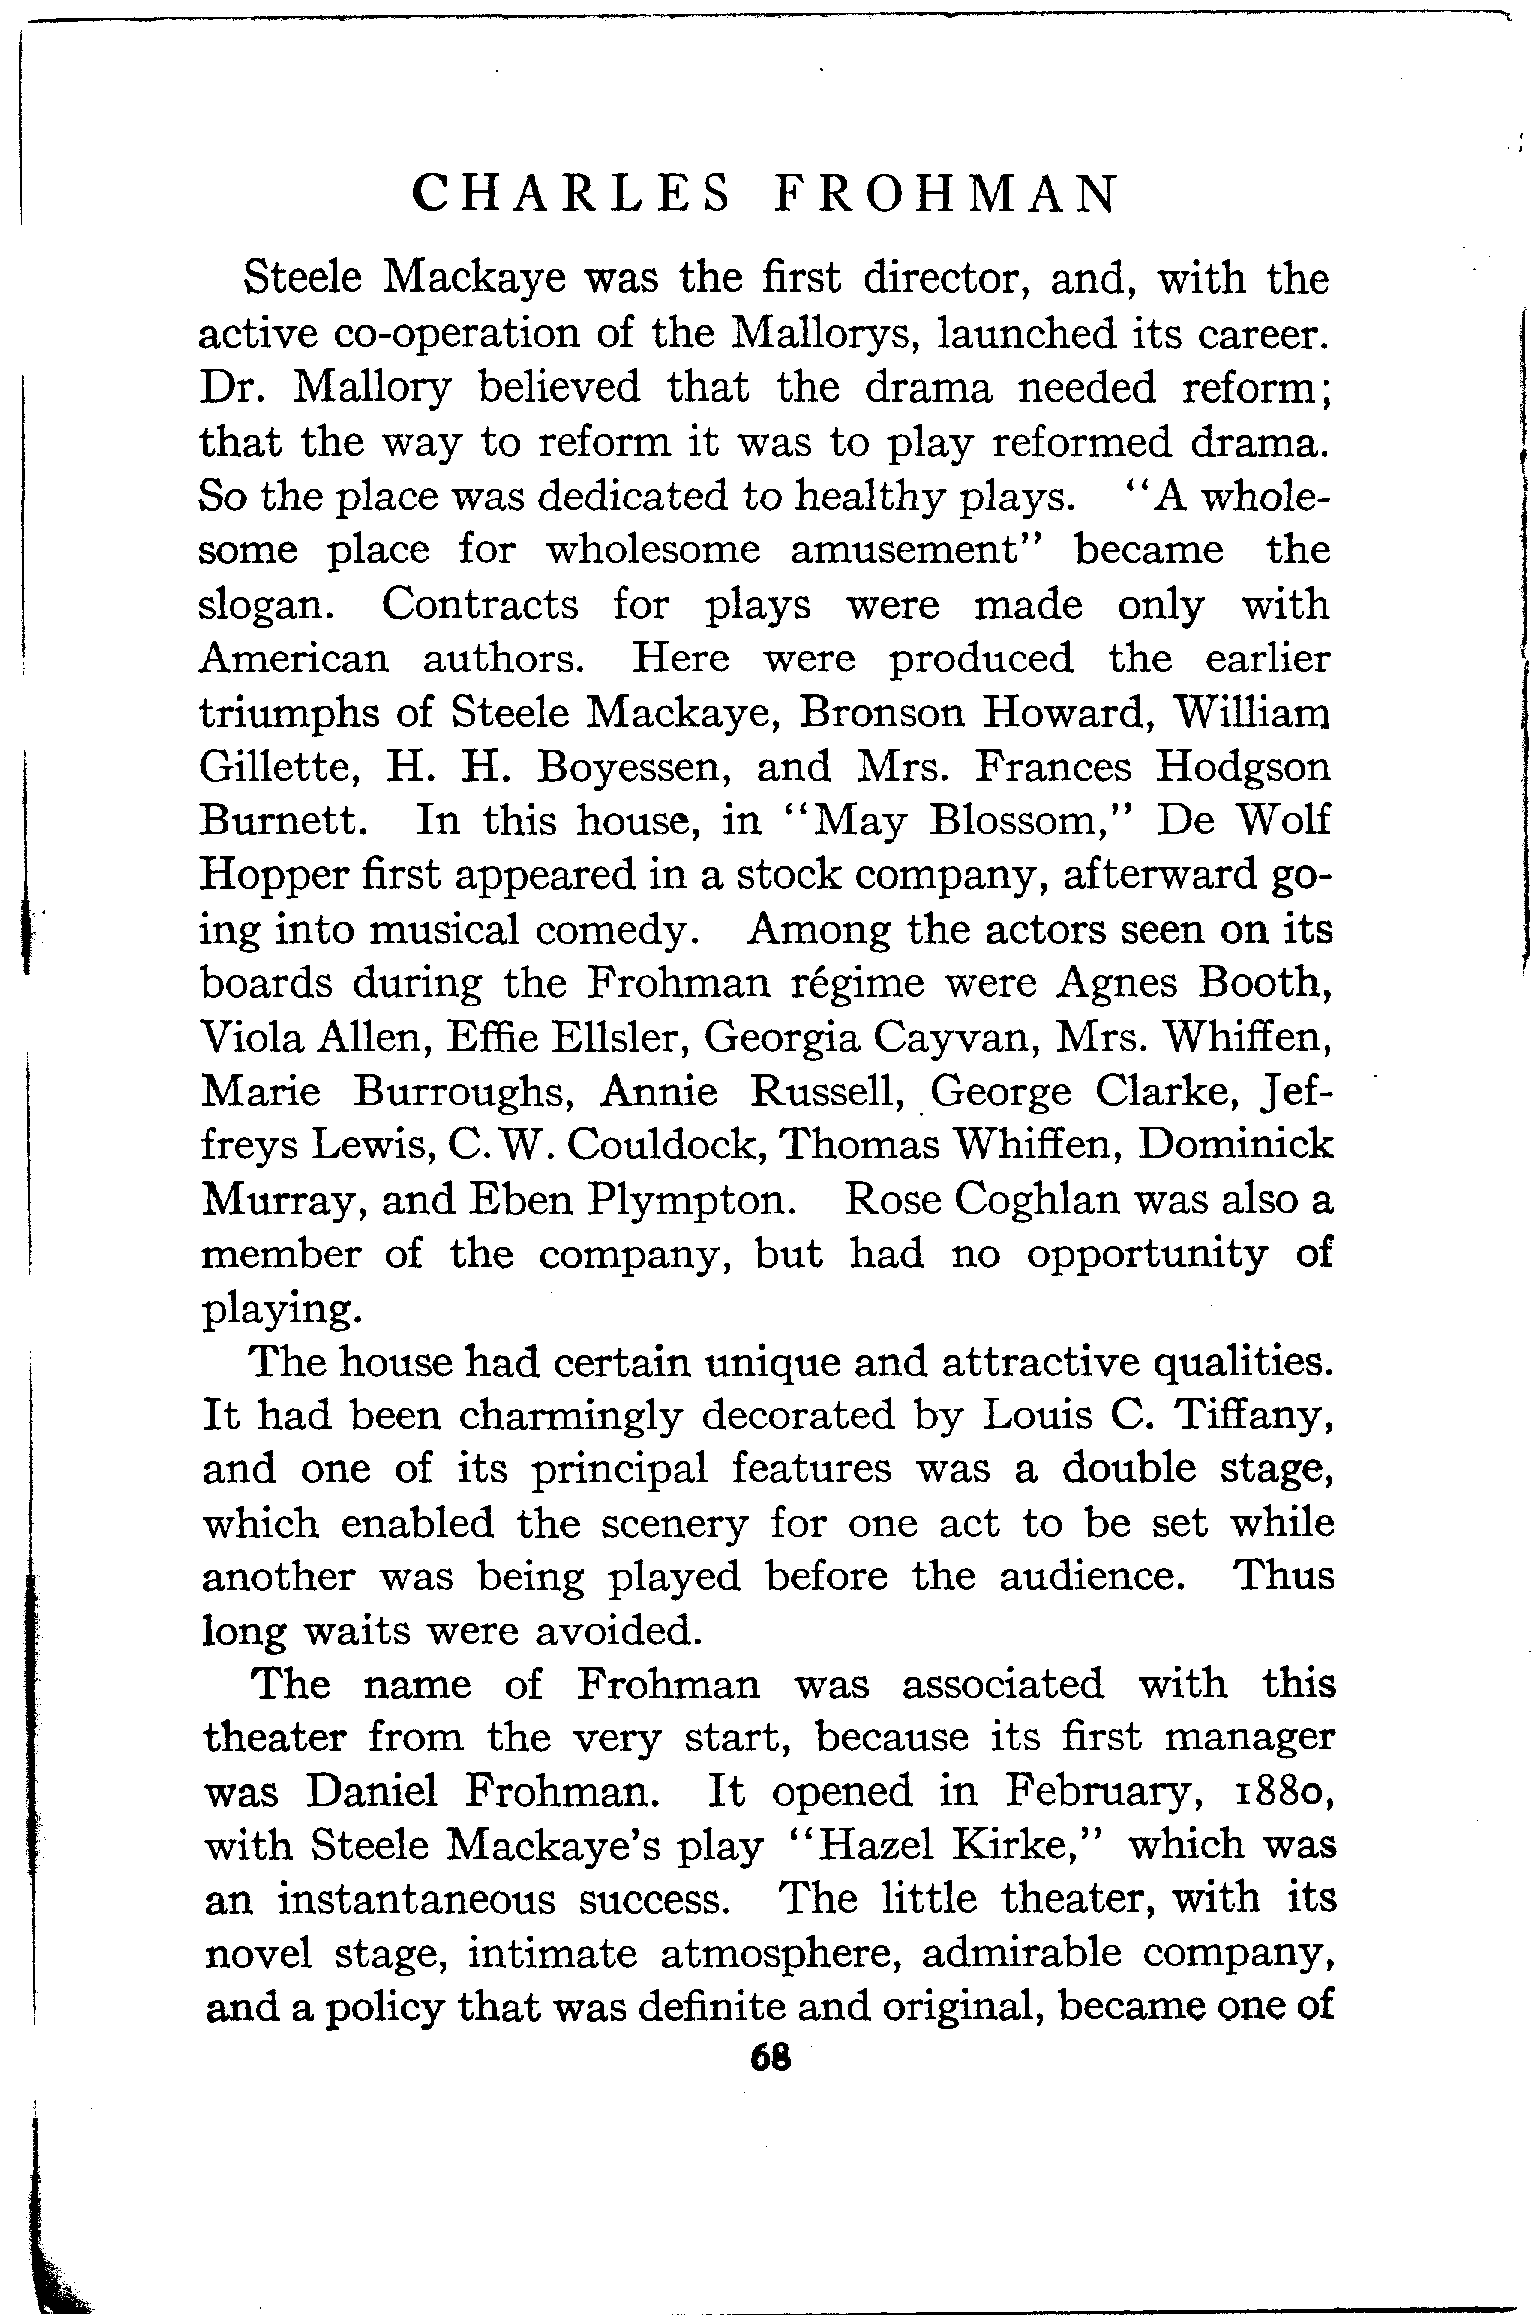 CHARLES FROHMAN
Steele Mackaye was the first director, and, with the
active co-operation of the Mallorys, launched its career.
Dr. Mallory believed that the drama needed reform;
that the way to reform it was to play reformed drama.
So the place was dedicated to healthy plays. "A whole-
some place for wholesome amusement" became the
slogan. Contracts for plays were made only with
American authors. Here were produced the earlier
triumphs of Steele Mackaye, Bronson Howard, William
Gillette, H. H. Boyessen, and Mrs. Frances Hodgson
Burnett. In this house, in "May Blossom," De Wolf
Hopper first appeared in a stock company, afterward go-
ing into musical comedy. Among the actors seen on its
boards during the Frohman régime were Agnes Booth,
Viola Allen, Effie Ellsler, Georgia Cayvan, Mrs. Whiffen,
Marie Burroughs, Annie Russell, George Clarke, Jef-
freys Lewis, C. W. Couldock, Thomas Whiffen, Dominick
Murray, and Eben Plympton. Rose Coghlan was also a
member of the company, but had no opportunity of
playing.
The house had certain unique and attractive qualities.
It had been charmingly decorated by Louis C. Tiffany,
and one of its principal features was a double stage,
which enabled the scenery for one act to be set while
another was being played before the audience. Thus
long waits were avoided.
The name of Frohman was associated with this
theater from the very start, because its first manager
was Daniel Frohman. It opened in February, 1880,
with Steele Mackaye's play "Hazel Kirke," which was
an instantaneous success. The little theater, with its
novel stage, intimate atmosphere, admirable company,
and a policy that was definite and original, became one of
68